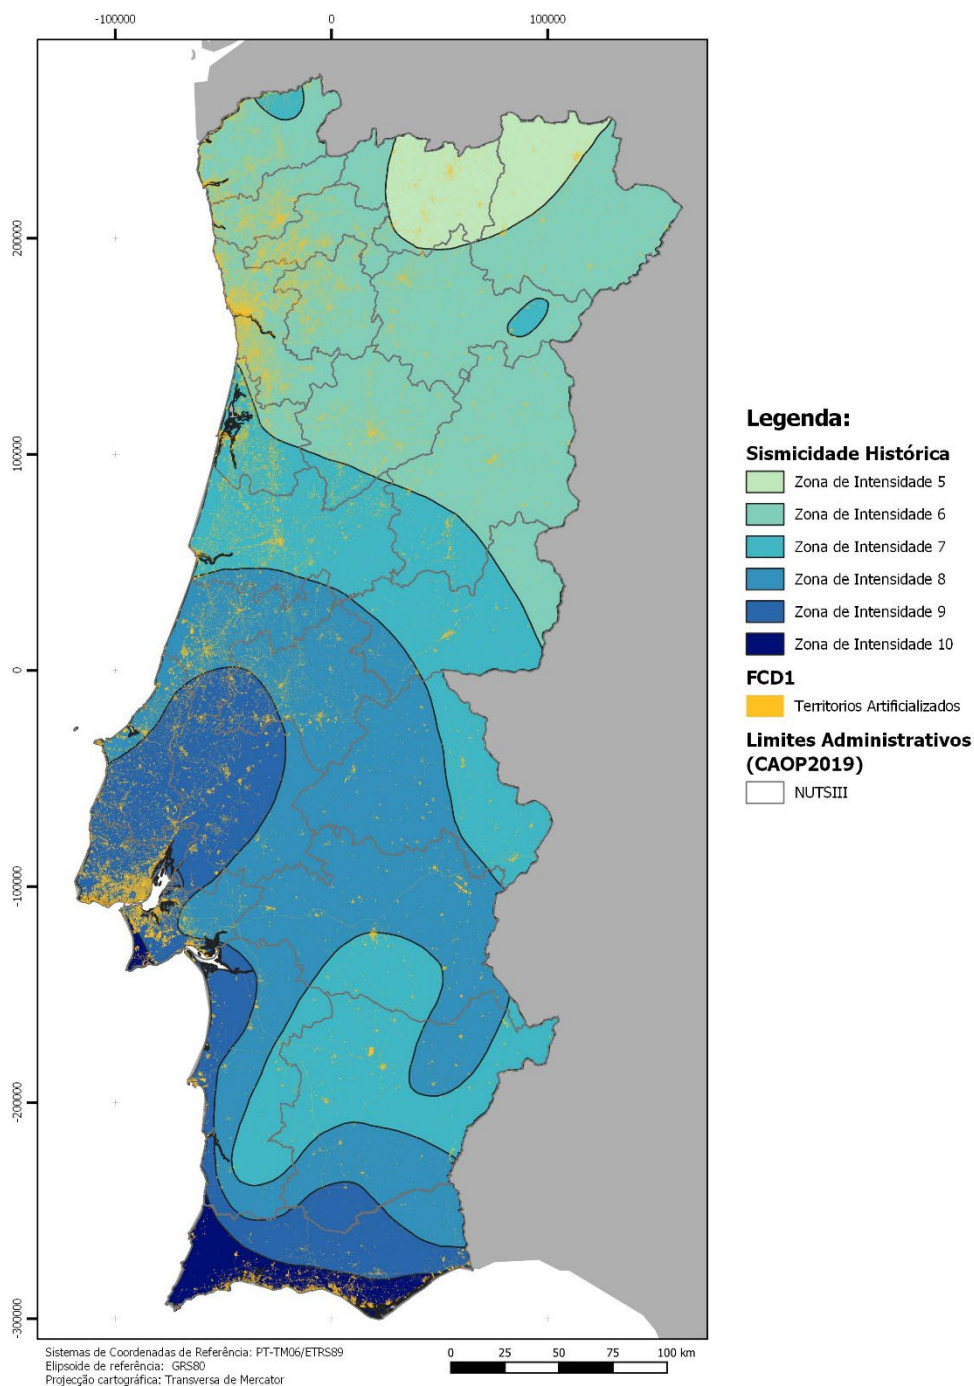 -100000 0 100000
200000
100000
0
-100000
-200000
-300000
Legenda:
Sismicidade Histórica
Zona de Intensidade 5
Zona de Intensidade 6
Zona de Intensidade 7
Zona de Intensidade 8
Zona de Intensidade 9
Zona de Intensidade 10
FCD1
Territorios Artificializados
Limites Administrativos
(CAOP2019)
NUTSIII
Sistemas de Coordenadas de Referência: PT-TM06/ETRS89
Elipsoide de referência: GRS80
Projecção cartográfica: Transversa de Mercator
0 25 50 75 100 km